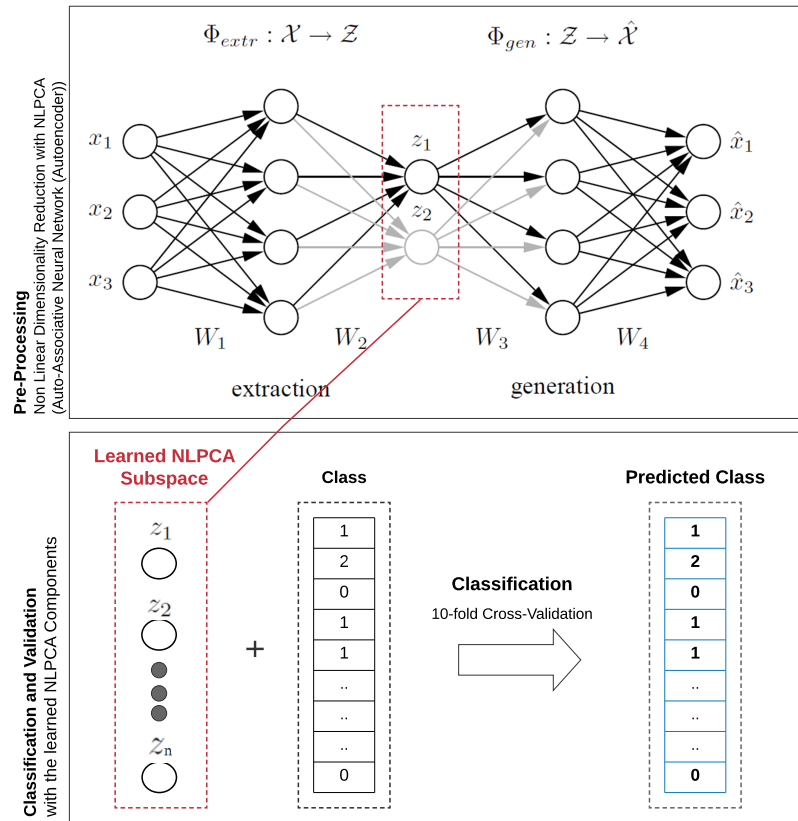 Pre-Processing
Non Linear Dimensionality Reduction with NLPCA
(Auto-Associative Neural Network (Autoencoder))
Φ_extr : 𝒳 → 𝒵
Φ_gen : 𝒵 → 𝒳̂
x₁
x₂
x₃
z₁
z₂
x̂₁
x̂₂
x̂₃
W₁
W₂
W₃
W₄
extraction
generation
Classification and Validation
with the learned NLPCA Components
Learned NLPCA
Subspace
z₁
z₂
zₙ
+
Class
1
2
0
1
1
..
..
..
0
Classification
10-fold Cross-Validation
Predicted Class
1
2
0
1
1
..
..
..
0